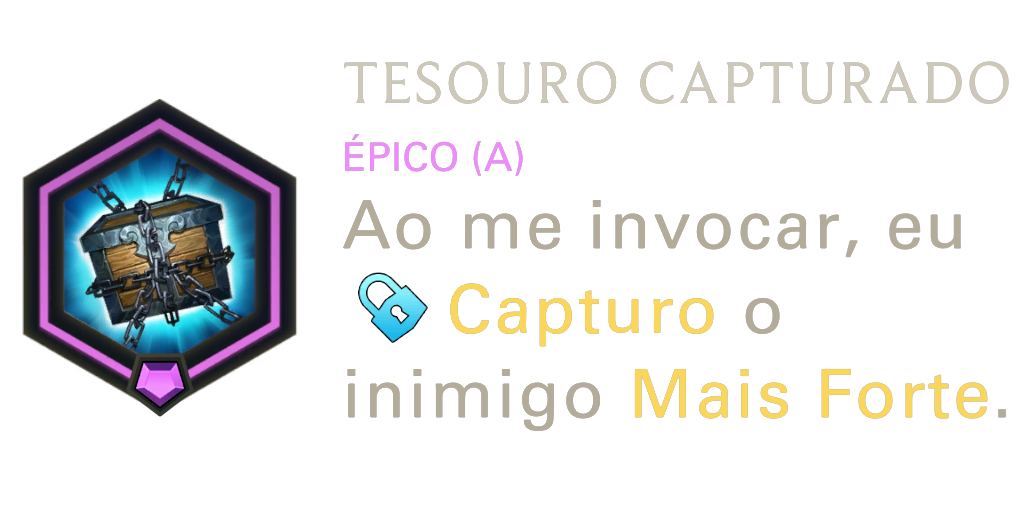 TESOURO CAPTURADO
ÉPICO (A)
Ao me invocar, eu
Capturo o
inimigo Mais Forte.